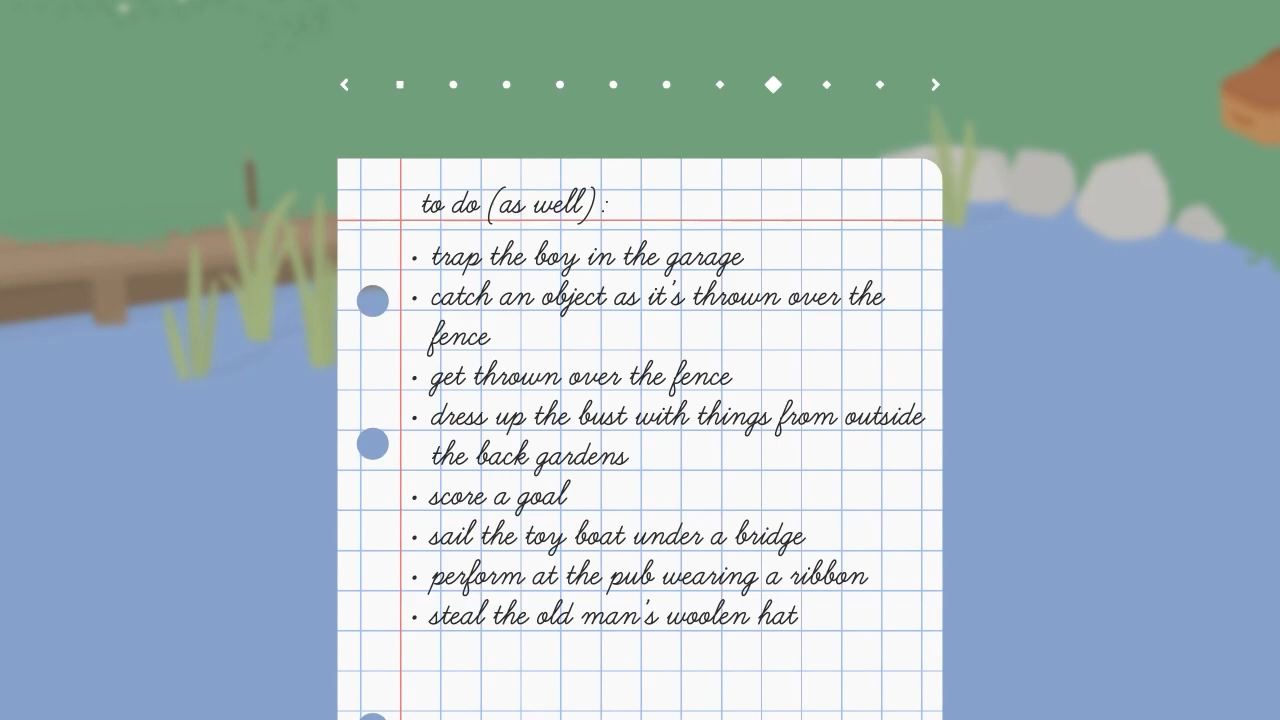 to do (as well):
• trap the boy in the garage
• catch an object as it's thrown over the
fence
• get thrown over the fence
• dress up the bust with things from outside
the back gardens
• score a goal
• sail the toy boat under a bridge
• perform at the pub wearing a ribbon
• steal the old man's woolen hat